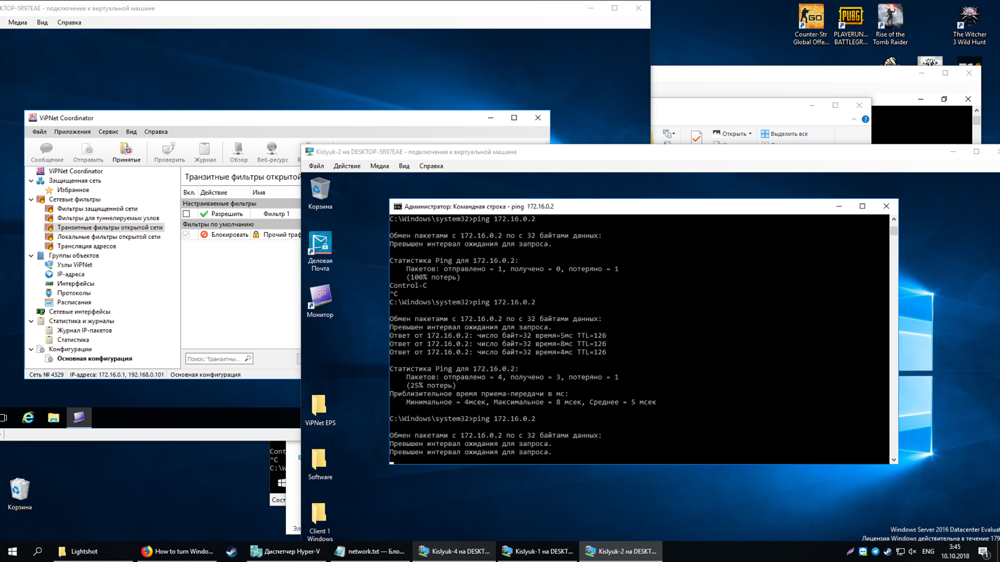 КТОР-5R97EAE - подключение к виртуальной машине
Медиа Вид Справка
Counter-Str
Global Offe...
PLAYERUN...
BATTLEGR...
Rise of the
Tomb Raider
The Witcher
3 Wild Hunt
Открыть
Выделить все
ViPNet Coordinator
Файл Приложения Сервис Вид Справка
Сообщение Отправить Принятые Проверить Журнал Обзор Веб-ресурс
ViPNet Coordinator
Защищенная сеть
Избранное
Сетевые фильтры
Фильтры защищенной сети
Фильтры для туннелируемых узлов
Транзитные фильтры открытой сети
Локальные фильтры открытой сети
Трансляция адресов
Группы объектов
Узлы ViPNet
IP-адреса
Интерфейсы
Протоколы
Расписания
Сетевые интерфейсы
Статистика и журналы
Журнал IP-пакетов
Статистика
Конфигурации
Основная конфигурация
Транзитные фильтры открытой
Вкл. Действие Имя
Настраиваемые фильтры
Разрешить Фильтр 1
Фильтры по умолчанию
Блокировать Прочий траф
Поиск: Транзитны...
Сеть № 4329 IP-адреса: 172.16.0.1, 192.168.0.101 Основная конфигурация
Kislyuk-2 на DESKTOP-5R97EAE - подключение к виртуальной машине
Файл Действие Медиа Вид Справка
Корзина
Деловая
Почта
Монитор
ViPNet EPS
Software
Client 1
Windows
Администратор: Командная строка - ping 172.16.0.2
C:\Windows\system32>ping 172.16.0.2
Обмен пакетами с 172.16.0.2 по с 32 байтами данных:
Превышен интервал ожидания для запроса.
Статистика Ping для 172.16.0.2:
Пакетов: отправлено = 1, получено = 0, потеряно = 1
(100% потерь)
Control-C
^C
C:\Windows\system32>ping 172.16.0.2
Обмен пакетами с 172.16.0.2 по с 32 байтами данных:
Превышен интервал ожидания для запроса.
Ответ от 172.16.0.2: число байт=32 время=5мс TTL=126
Ответ от 172.16.0.2: число байт=32 время=8мс TTL=126
Ответ от 172.16.0.2: число байт=32 время=4мс TTL=126
Статистика Ping для 172.16.0.2:
Пакетов: отправлено = 4, получено = 3, потеряно = 1
(25% потерь)
Приблизительное время приема-передачи в мс:
Минимальное = 4мсек, Максимальное = 8 мсек, Среднее = 5 мсек
C:\Windows\system32>ping 172.16.0.2
Обмен пакетами с 172.16.0.2 по с 32 байтами данных:
Превышен интервал ожидания для запроса.
Превышен интервал ожидания для запроса.
Cont
^C
C:\W
Сост
Эл
Корзина
Windows Server 2016 Datacenter Evaluat
Лицензия Windows действительна в течение 179
Lightshot
How to turn Windo...
Диспетчер Hyper-V
network.txt — Бло...
Kislyuk-4 на DESKT...
Kislyuk-1 на DESKT...
Kislyuk-2 на DESKT...
ENG
3:45
10.10.2018
1